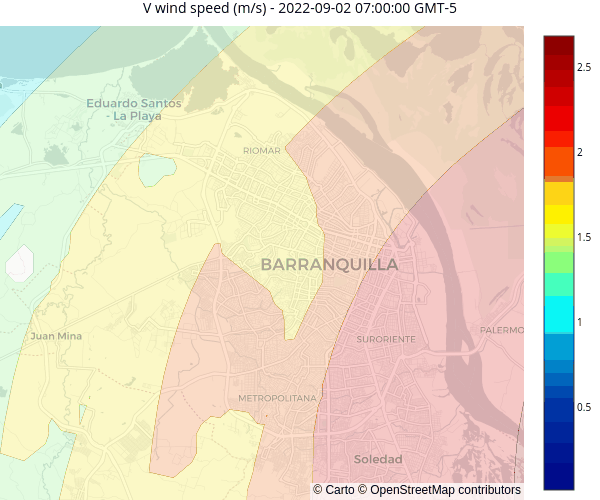 V wind speed (m/s) - 2022-09-02 07:00:00 GMT-5
2.5
Eduardo Santos
- La Playa
RIOMAR
2
1.5
BARRANQUILLA
1
Juan Mina
PALERMO
SURORIENTE
METROPOLITANA
0.5
Soledad
© Carto © OpenStreetMap contributors